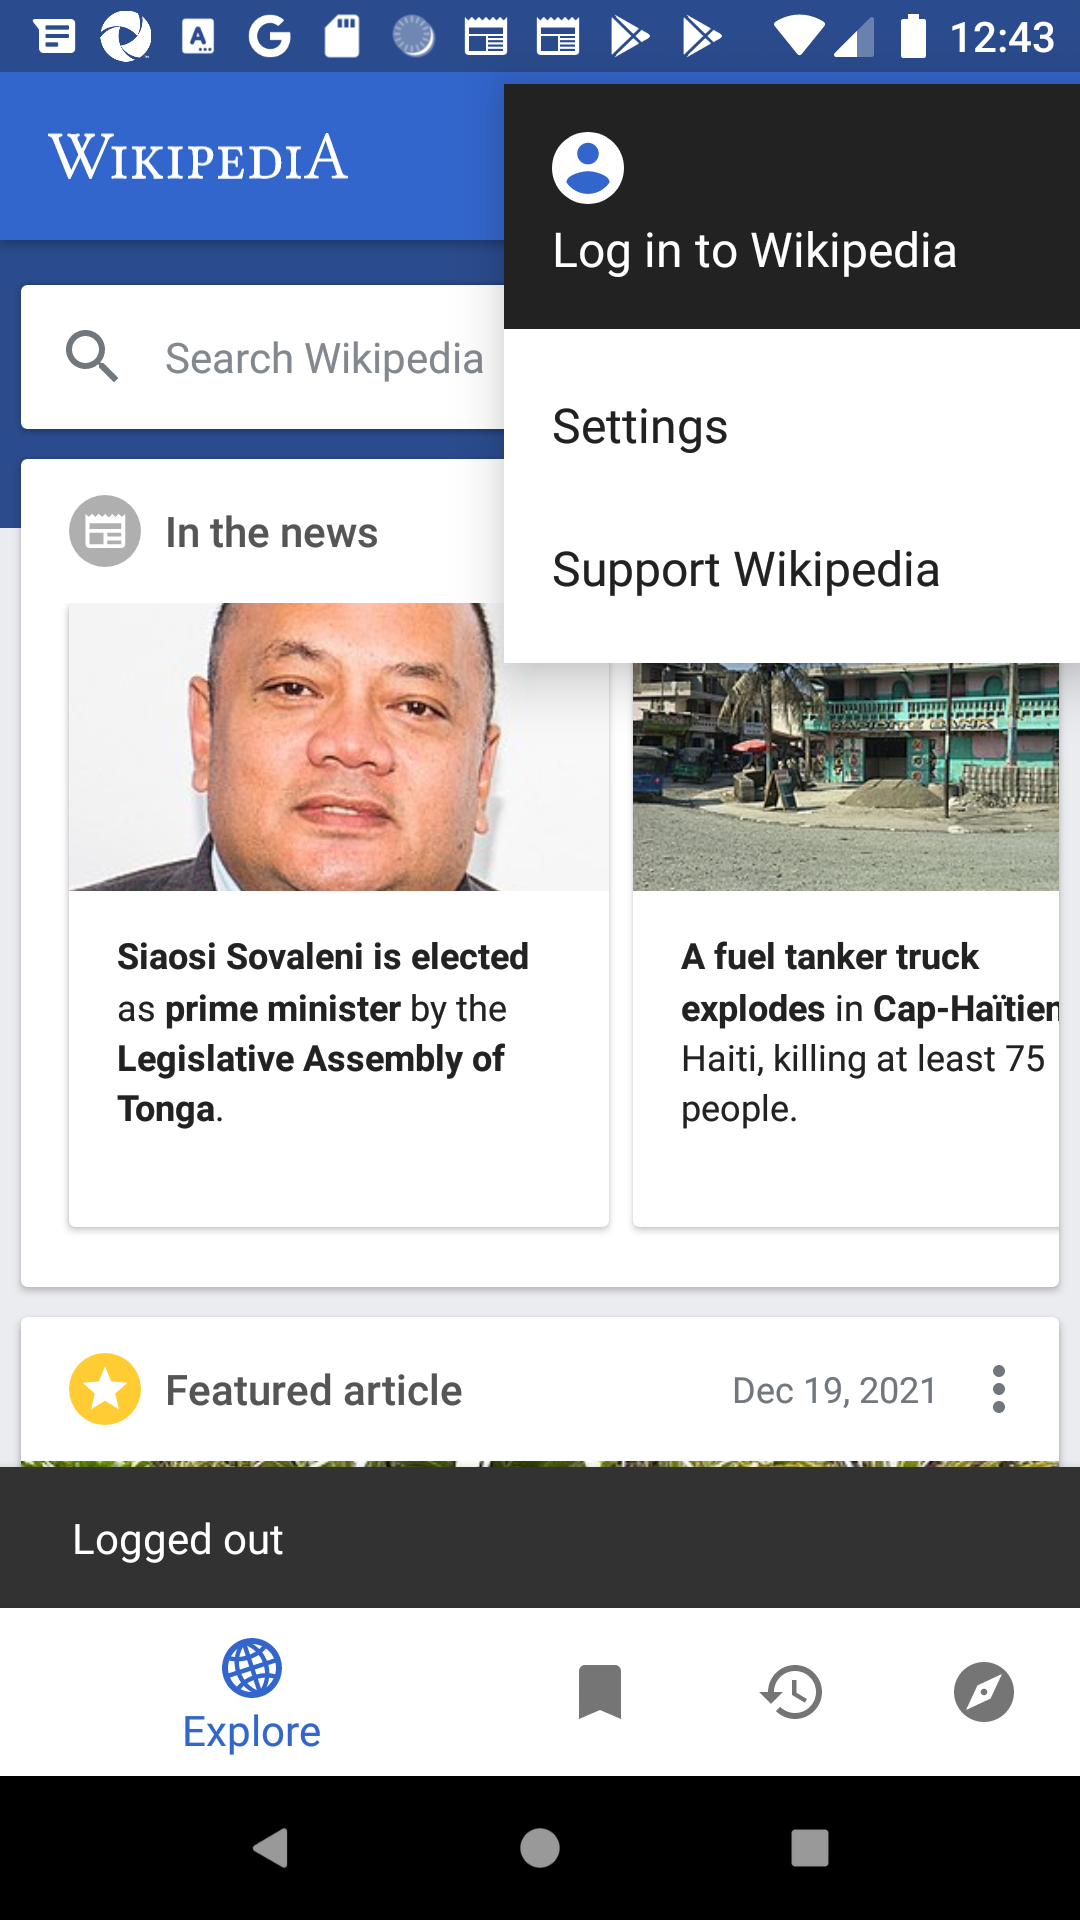 12:43
WIKIPEDIA
Log in to Wikipedia
Search Wikipedia
Settings
Support Wikipedia
In the news
Siaosi Sovaleni is elected
as prime minister by the
Legislative Assembly of
Tonga.
A fuel tanker truck
explodes in Cap-Haïtien
Haiti, killing at least 75
people.
Featured article
Dec 19, 2021
Logged out
Explore